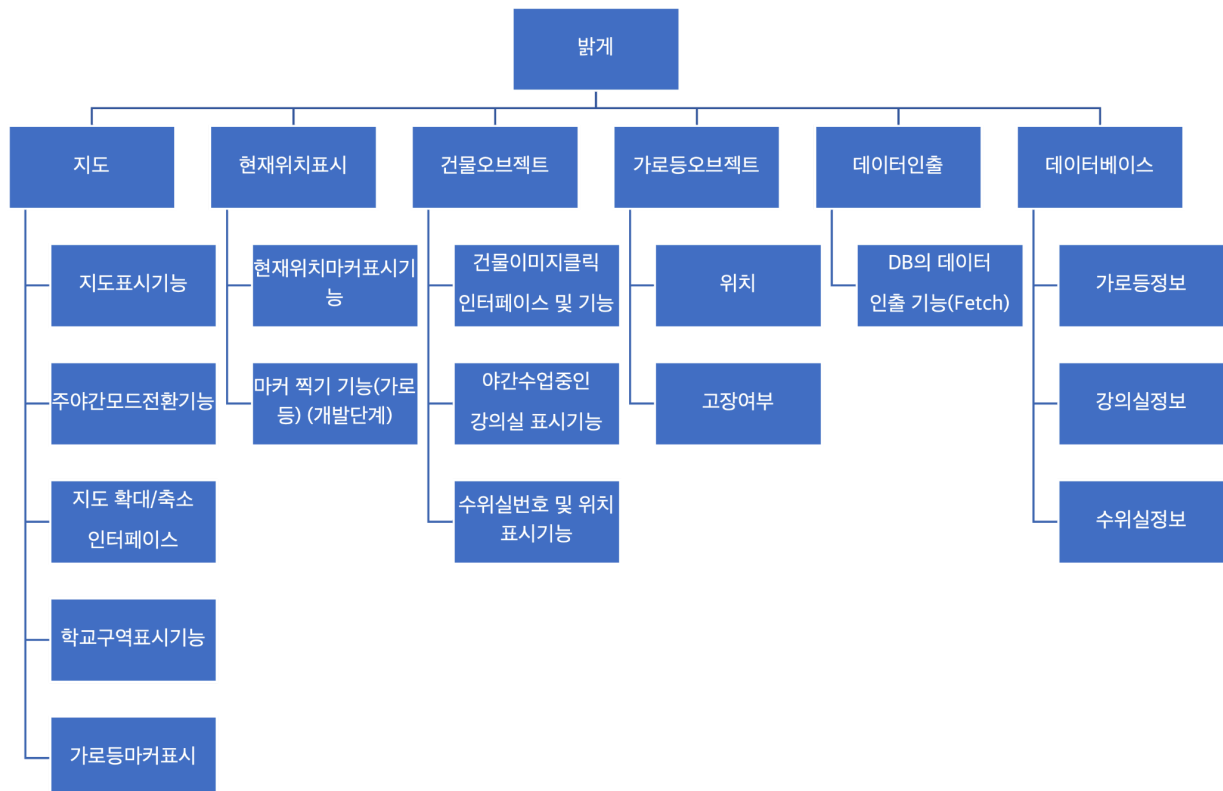 밝게
지도
현재위치표시
건물오브젝트
가로등오브젝트
데이터인출
데이터베이스
지도표시기능
주야간모드전환기능
지도 확대/축소
인터페이스
학교구역표시기능
가로등마커표시
현재위치마커표시기
능
마커 찍기 기능(가로
등) (개발단계)
건물이미지클릭
인터페이스 및 기능
야간수업중인
강의실 표시기능
수위실번호 및 위치
표시기능
위치
고장여부
DB의 데이터
인출 기능(Fetch)
가로등정보
강의실정보
수위실정보